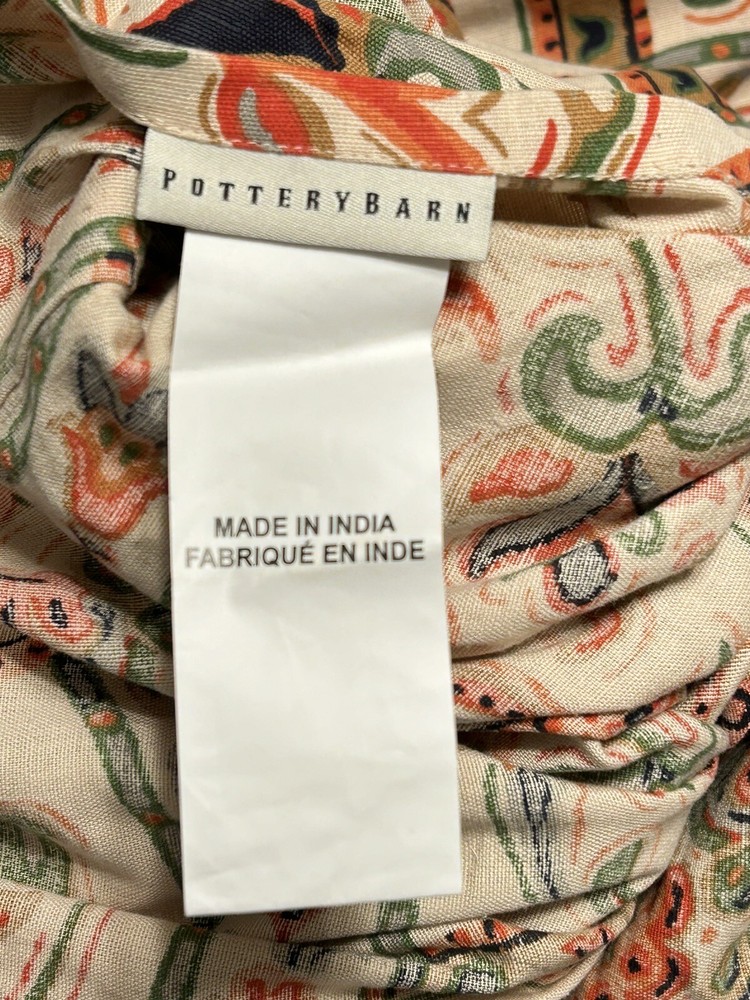 POTTERYBARN
MADE IN INDIA
FABRIQUÉ EN INDE